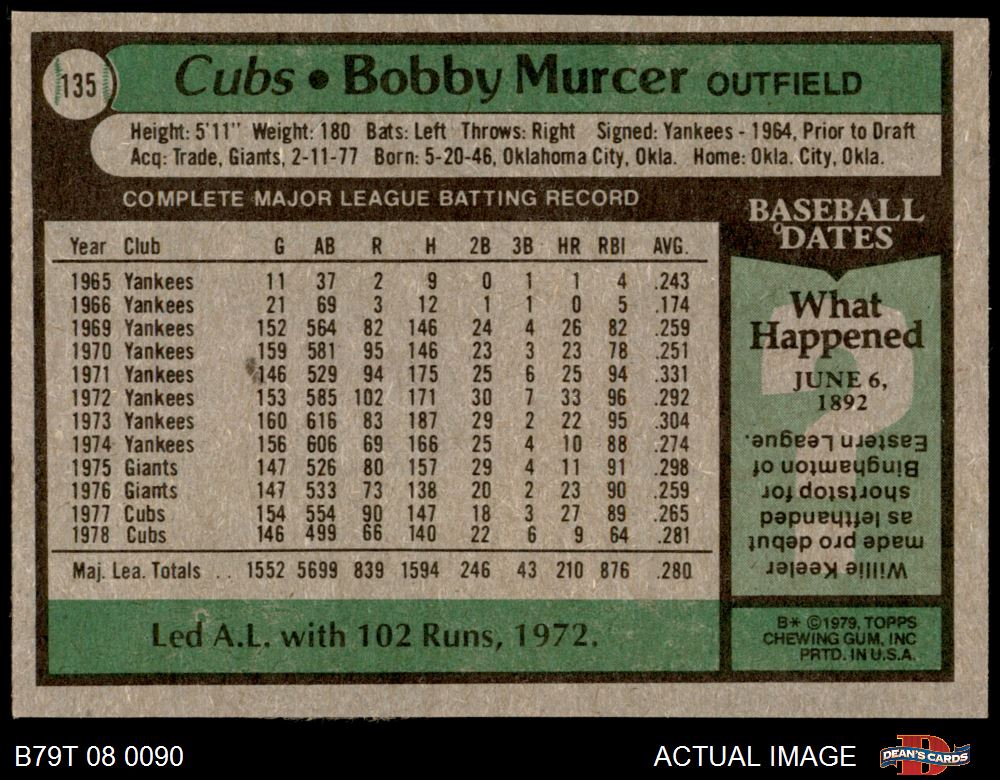 135
Cubs • Bobby Murcer OUTFIELD
Height: 5'11" Weight: 180 Bats: Left Throws: Right Signed: Yankees - 1964, Prior to Draft
Acq: Trade, Giants, 2-11-77 Born: 5-20-46, Oklahoma City, Okla. Home: Okla. City, Okla.
COMPLETE MAJOR LEAGUE BATTING RECORD
Year Club G AB R H 2B 3B HR RBI AVG.
1965 Yankees 11 37 2 9 0 1 1 4 .243
1966 Yankees 21 69 3 12 1 1 0 5 .174
1969 Yankees 152 564 82 146 24 4 26 82 .259
1970 Yankees 159 581 95 146 23 3 23 78 .251
1971 Yankees 146 529 94 175 25 6 25 94 .331
1972 Yankees 153 585 102 171 30 7 33 96 .292
1973 Yankees 160 616 83 187 29 2 22 95 .304
1974 Yankees 156 606 69 166 25 4 10 88 .274
1975 Giants 147 526 80 157 29 4 11 91 .298
1976 Giants 147 533 73 138 20 2 23 90 .259
1977 Cubs 154 554 90 147 18 3 27 89 .265
1978 Cubs 146 499 66 140 22 6 9 64 .281
Maj. Lea. Totals . . 1552 5699 839 1594 246 43 210 876 .280
Led A.L. with 102 Runs, 1972.
BASEBALL
DATES
What
Happened
JUNE 6,
1892
Willie Keeler
made pro debut
as lefthanded
shortstop for
Binghamton of
Eastern League.
B* ©1979, TOPPS
CHEWING GUM, INC
PRTD. IN U.S.A.
B79T 08 0090
ACTUAL IMAGE
DEAN'S CARDS